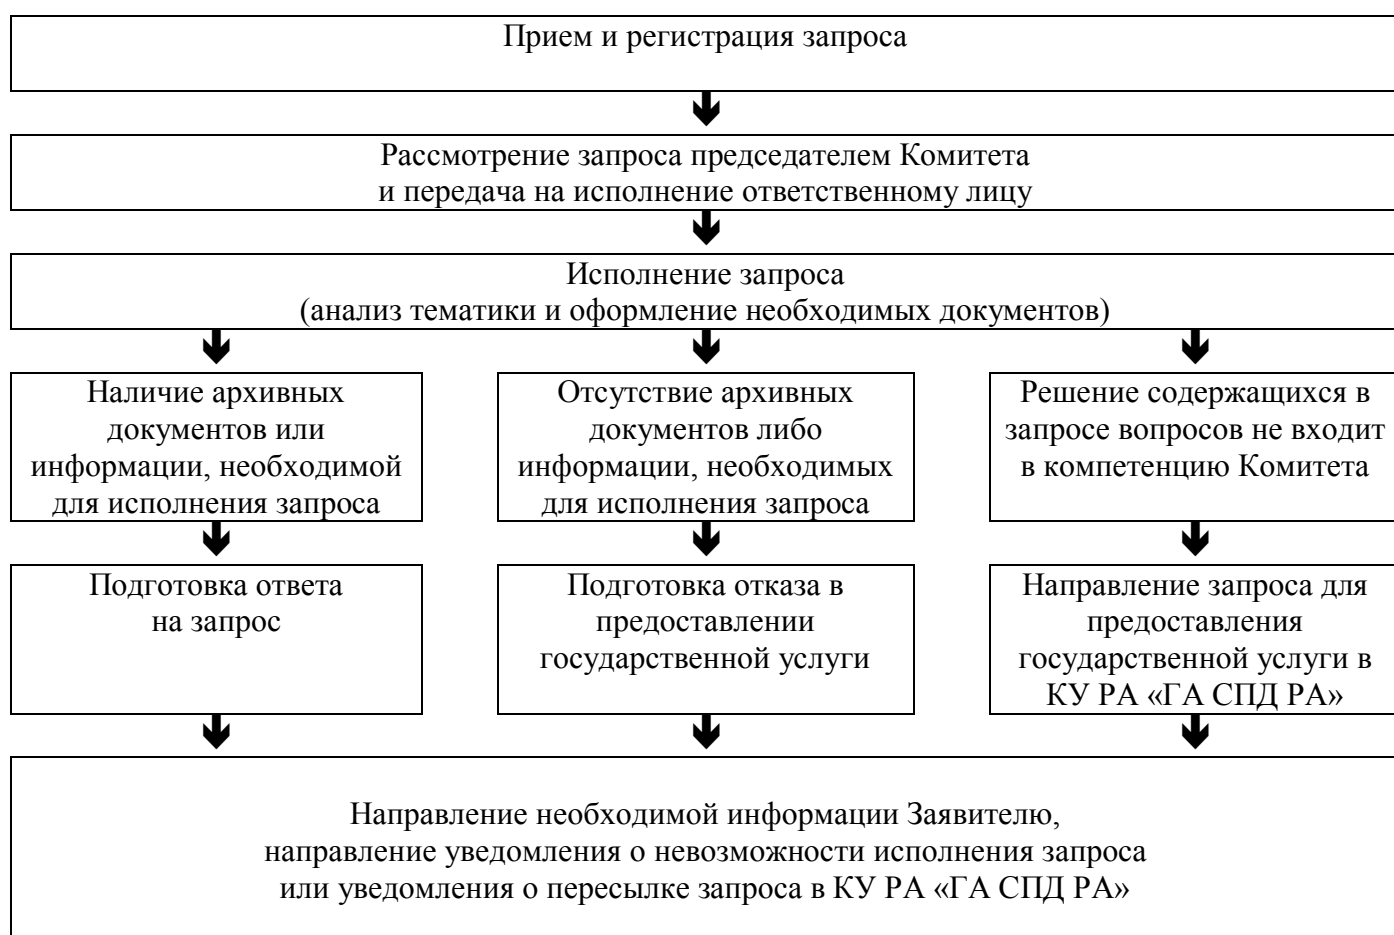 Прием и регистрация запроса
Рассмотрение запроса председателем Комитета
и передача на исполнение ответственному лицу
Исполнение запроса
(анализ тематики и оформление необходимых документов)
Наличие архивных
документов или
информации, необходимой
для исполнения запроса
Отсутствие архивных
документов либо
информации, необходимых
для исполнения запроса
Решение содержащихся в
запросе вопросов не входит
в компетенцию Комитета
Подготовка ответа
на запрос
Подготовка отказа в
предоставлении
государственной услуги
Направление запроса для
предоставления
государственной услуги в
КУ РА «ГА СПД РА»
Направление необходимой информации Заявителю,
направление уведомления о невозможности исполнения запроса
или уведомления о пересылке запроса в КУ РА «ГА СПД РА»